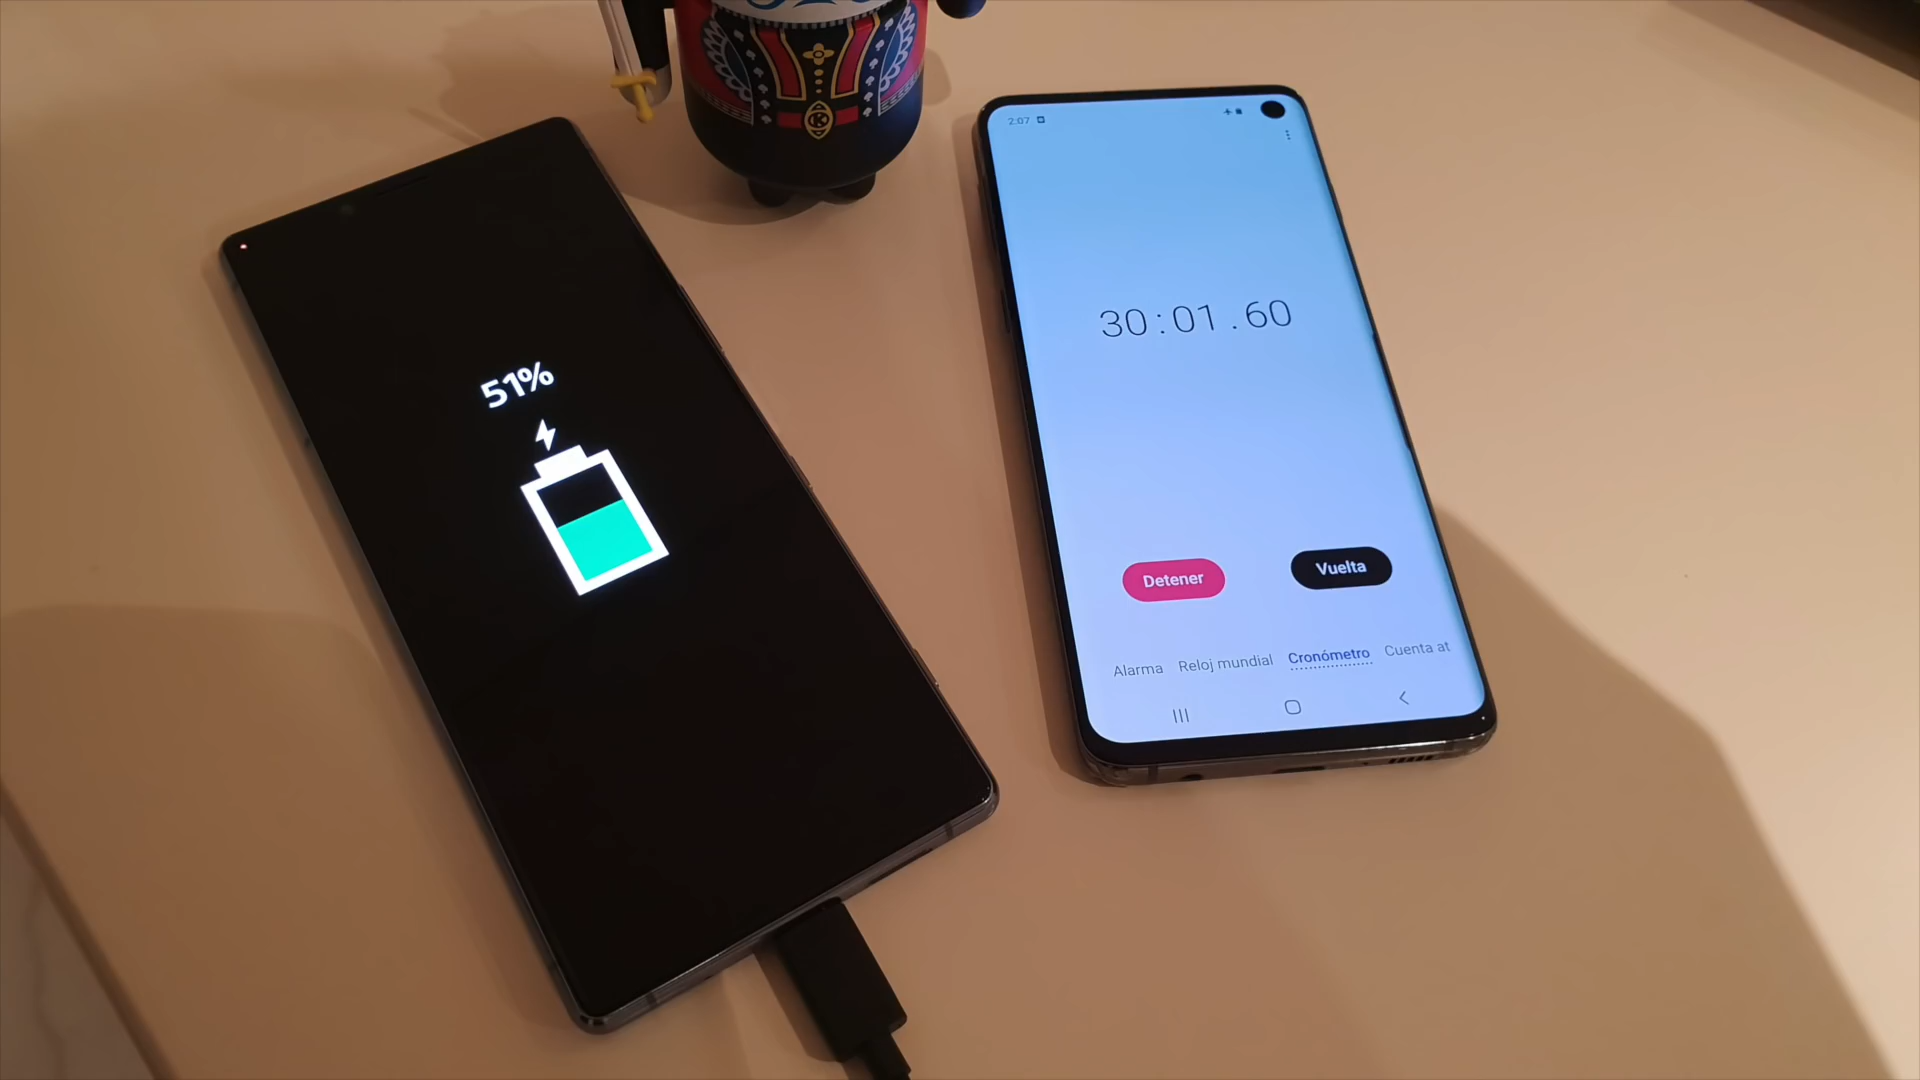 51%
2:07
30:01.60
Detener
Vuelta
Alarma
Reloj mundial
Cronómetro
Cuenta at
K